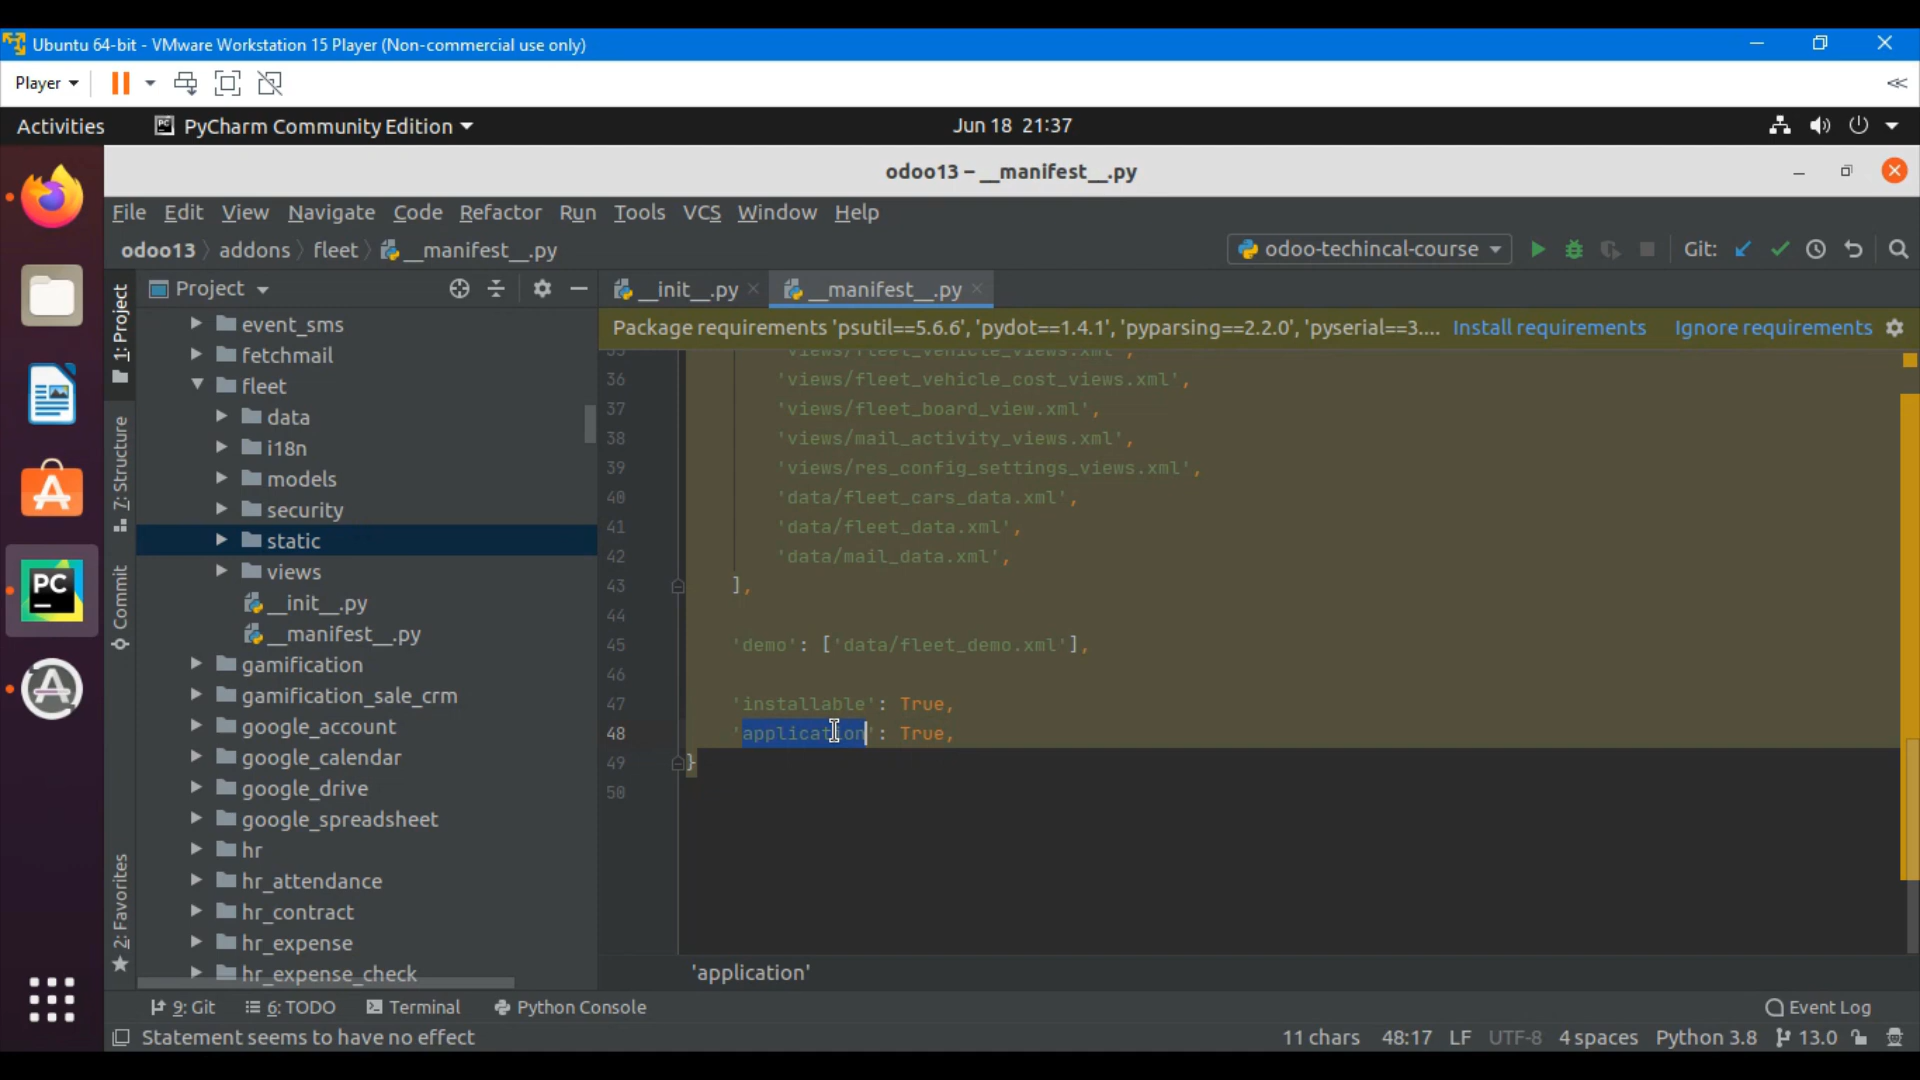 Ubuntu 64-bit - VMware Workstation 15 Player (Non-commercial use only)
Player
Activities
PyCharm Community Edition
Jun 18 21:37
odoo13 – __manifest__.py
File Edit View Navigate Code Refactor Run Tools VCS Window Help
odoo13 addons fleet __manifest__.py
odoo-techincal-course
Git:
1: Project
7: Structure
Commit
2: Favorites
Project
event_sms
fetchmail
fleet
data
i18n
models
security
static
views
__init__.py
__manifest__.py
gamification
gamification_sale_crm
google_account
google_calendar
google_drive
google_spreadsheet
hr
hr_attendance
hr_contract
hr_expense
hr_expense_check
__init__.py
__manifest__.py
Package requirements 'psutil==5.6.6', 'pydot==1.4.1', 'pyparsing==2.2.0', 'pyserial==3.... Install requirements Ignore requirements
35 'views/fleet_vehicle_views.xml',
36 'views/fleet_vehicle_cost_views.xml',
37 'views/fleet_board_view.xml',
38 'views/mail_activity_views.xml',
39 'views/res_config_settings_views.xml',
40 'data/fleet_cars_data.xml',
41 'data/fleet_data.xml',
42 'data/mail_data.xml',
43 ],
44
45 'demo': ['data/fleet_demo.xml'],
46
47 'installable': True,
48 'application': True,
49 }
50
'application'
9: Git
6: TODO
Terminal
Python Console
Event Log
Statement seems to have no effect
11 chars 48:17 LF UTF-8 4 spaces Python 3.8 13.0
PC